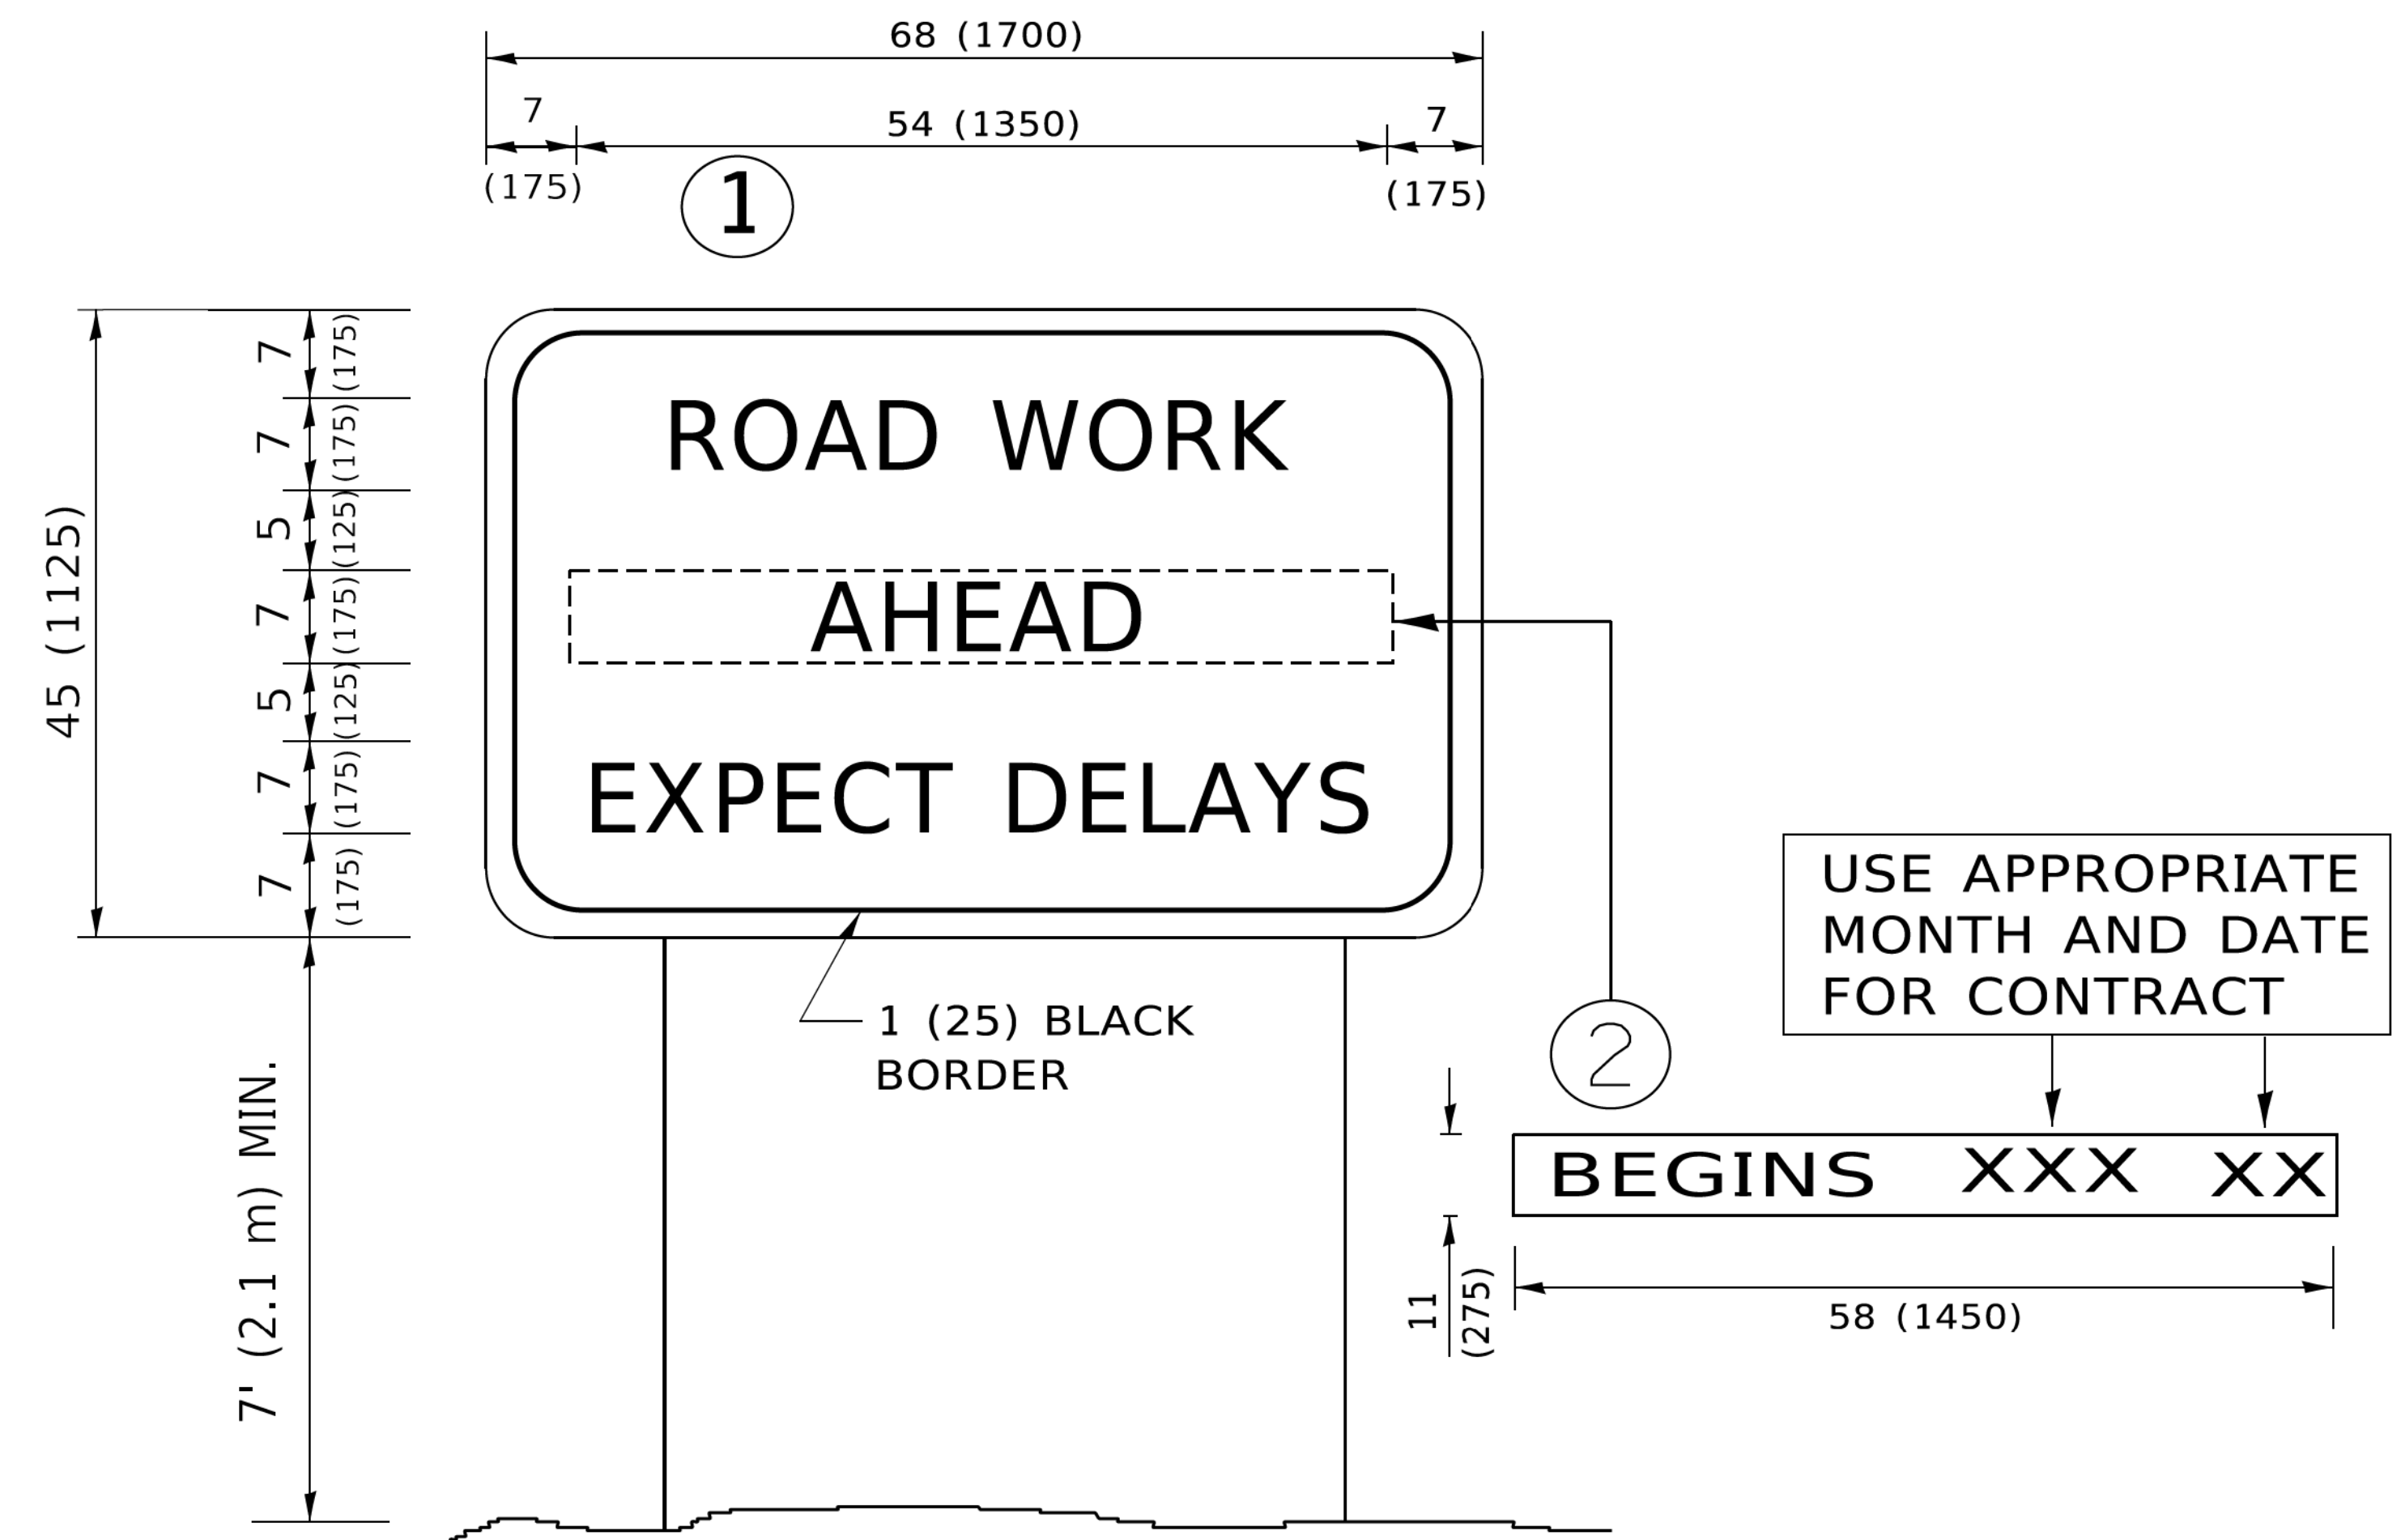 68 (1700)
7
54 (1350)
7
(175)
(175)
1
7
(175)
7
(175)
5
(125)
7
(175)
5
(125)
7
(175)
7
(175)
45 (1125)
ROAD WORK
AHEAD
EXPECT DELAYS
USE APPROPRIATE
MONTH AND DATE
FOR CONTRACT
1 (25) BLACK
BORDER
2
7' (2.1 m) MIN.
BEGINS XXX XX
11
(275)
58 (1450)